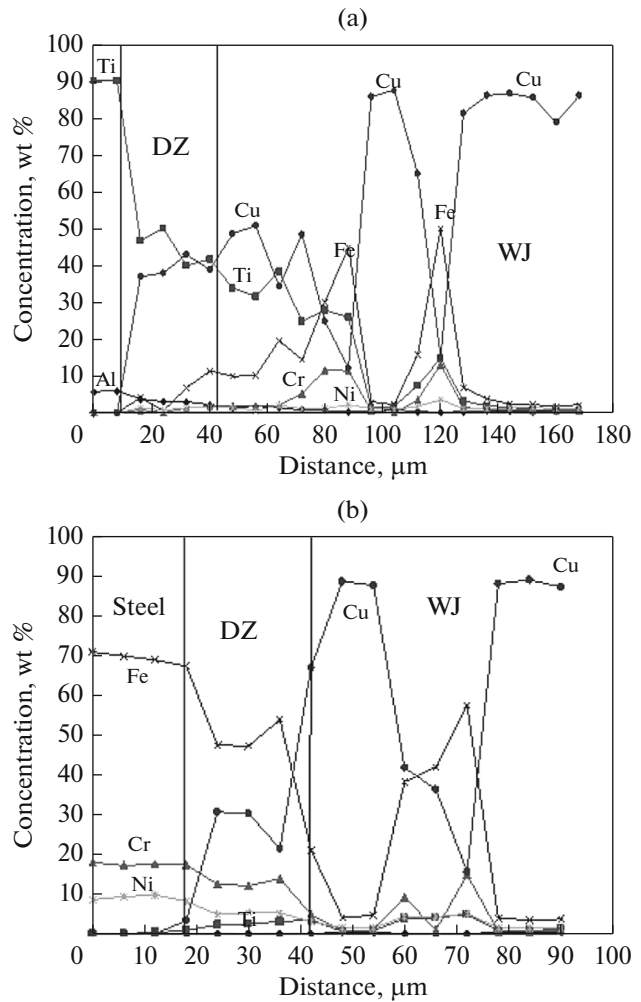 (a)
100
90
80
70
60
50
40
30
20
10
0
Concentration, wt %
Ti
DZ
Cu
Cu
Cu
Fe
Fe
Ti
WJ
Al
Cr
Ni
20 40 60 80 100 120 140 160 180
Distance, μm
(b)
100
90
80
70
60
50
40
30
20
10
0
Concentration, wt %
Steel
DZ
Cu
WJ
Cu
Fe
Cr
Ni
Ti
10 20 30 40 50 60 70 80 90 100
Distance, μm